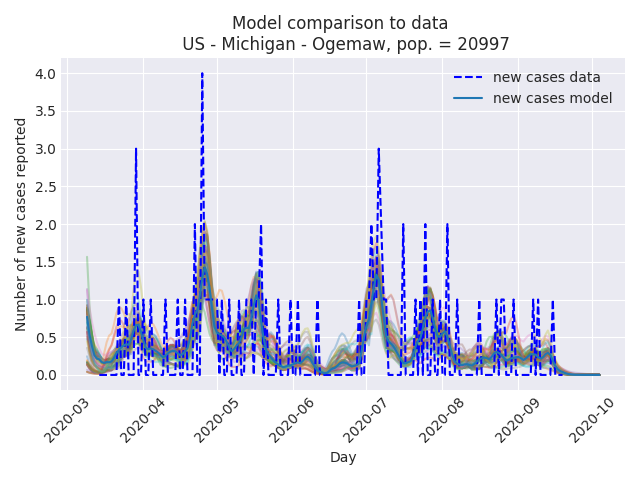 Model comparison to data
US - Michigan - Ogemaw, pop. = 20997
new cases data
new cases model
Number of new cases reported
4.0
3.5
3.0
2.5
2.0
1.5
1.0
0.5
0.0
2020-03
2020-04
2020-05
2020-06
2020-07
2020-08
2020-09
2020-10
Day